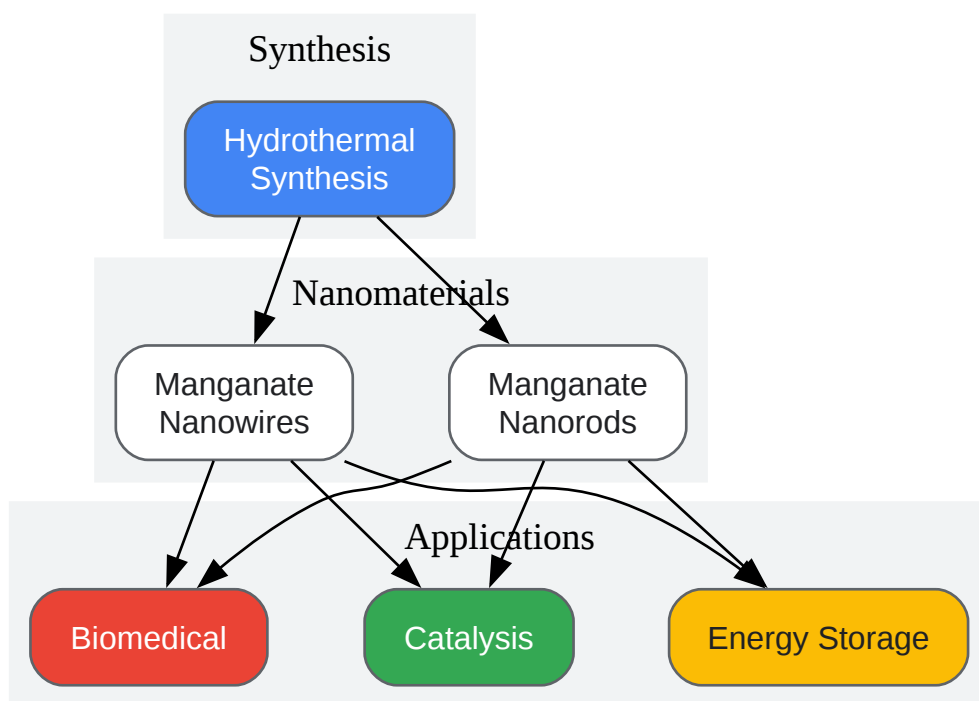 Synthesis
Hydrothermal
Synthesis
Nanomaterials
Manganate
Nanowires
Manganate
Nanorods
Applications
Biomedical
Catalysis
Energy Storage